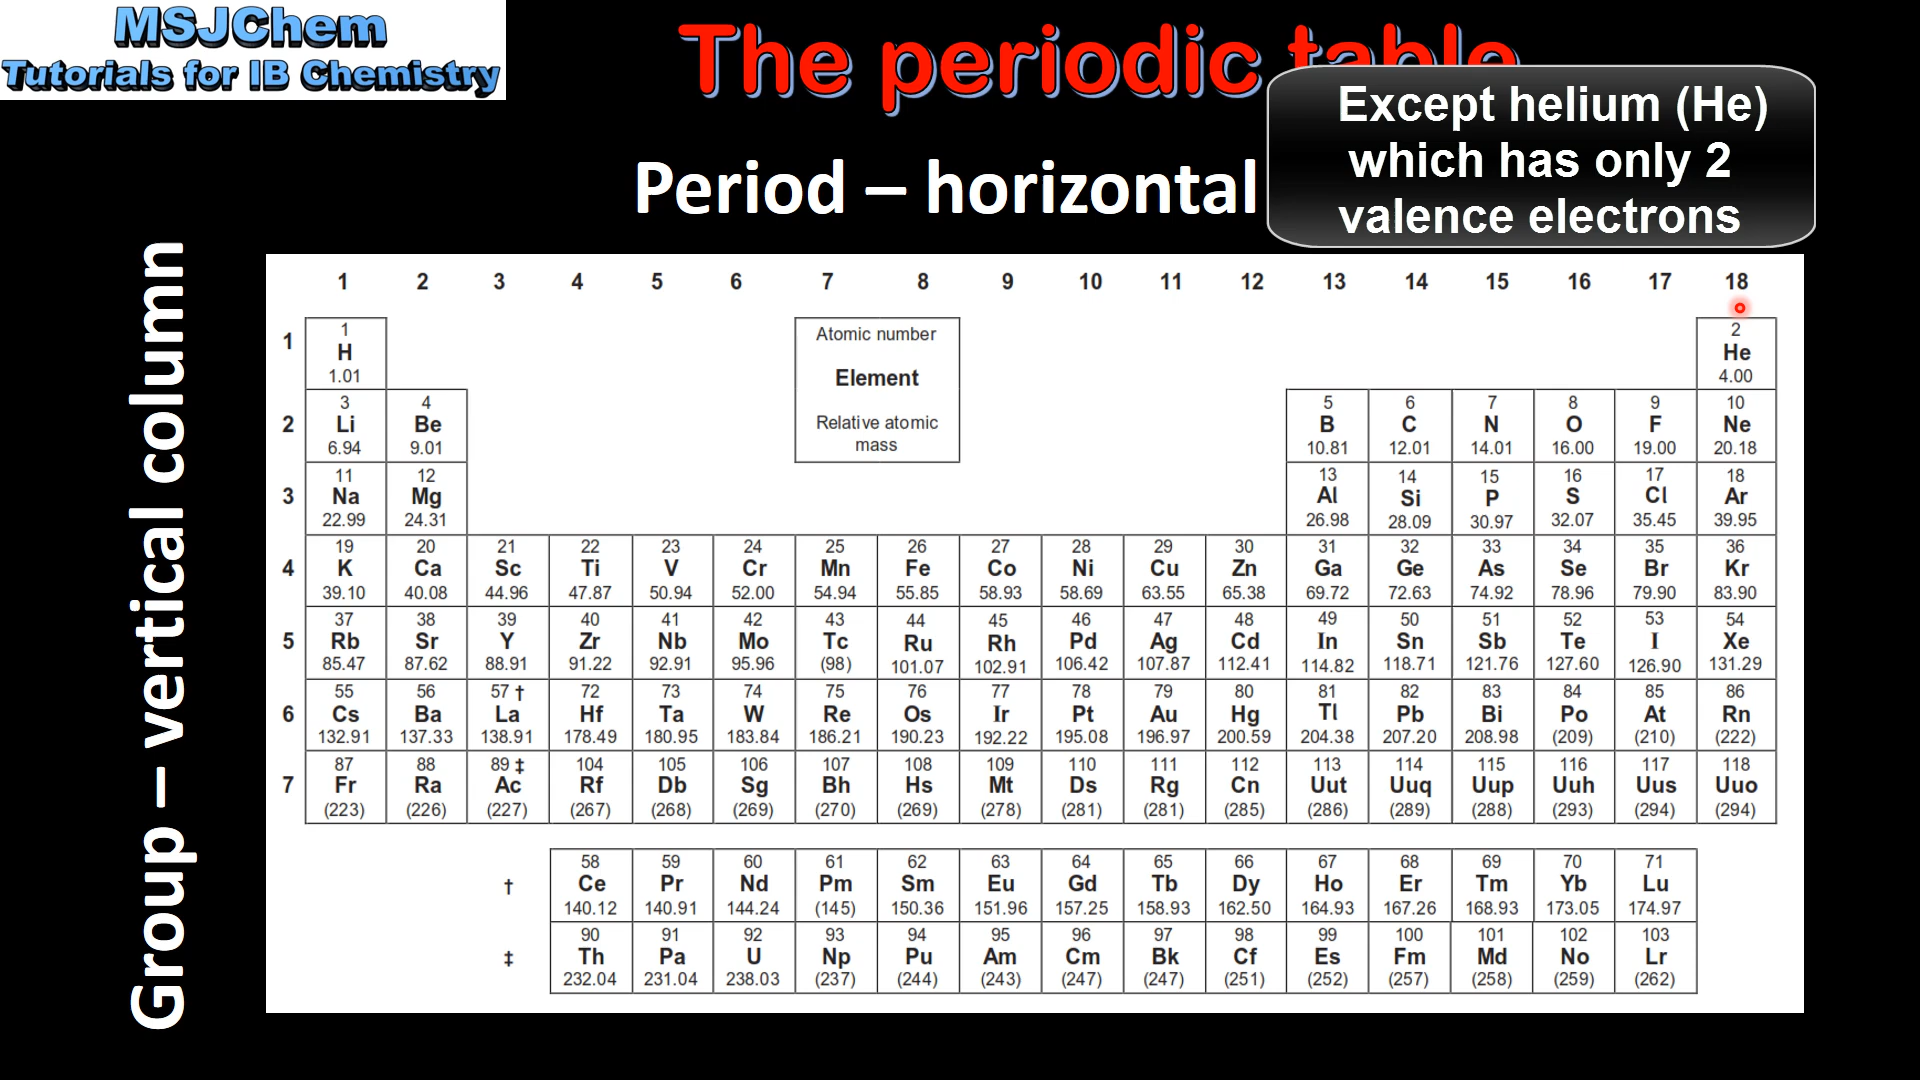 MSJChem
Tutorials for IB Chemistry
The periodic table
Except helium (He)
which has only 2
valence electrons
Period – horizontal
Group – vertical column
1 2 3 4 5 6 7 8 9 10 11 12 13 14 15 16 17 18
Atomic number
Element
Relative atomic
mass
1
1 2
H He
1.01 4.00
2
3 4 5 6 7 8 9 10
Li Be B C N O F Ne
6.94 9.01 10.81 12.01 14.01 16.00 19.00 20.18
3
11 12 13 14 15 16 17 18
Na Mg Al Si P S Cl Ar
22.99 24.31 26.98 28.09 30.97 32.07 35.45 39.95
4
19 20 21 22 23 24 25 26 27 28 29 30 31 32 33 34 35 36
K Ca Sc Ti V Cr Mn Fe Co Ni Cu Zn Ga Ge As Se Br Kr
39.10 40.08 44.96 47.87 50.94 52.00 54.94 55.85 58.93 58.69 63.55 65.38 69.72 72.63 74.92 78.96 79.90 83.90
5
37 38 39 40 41 42 43 44 45 46 47 48 49 50 51 52 53 54
Rb Sr Y Zr Nb Mo Tc Ru Rh Pd Ag Cd In Sn Sb Te I Xe
85.47 87.62 88.91 91.22 92.91 95.96 (98) 101.07 102.91 106.42 107.87 112.41 114.82 118.71 121.76 127.60 126.90 131.29
6
55 56 57 † 72 73 74 75 76 77 78 79 80 81 82 83 84 85 86
Cs Ba La Hf Ta W Re Os Ir Pt Au Hg Tl Pb Bi Po At Rn
132.91 137.33 138.91 178.49 180.95 183.84 186.21 190.23 192.22 195.08 196.97 200.59 204.38 207.20 208.98 (209) (210) (222)
7
87 88 89 ‡ 104 105 106 107 108 109 110 111 112 113 114 115 116 117 118
Fr Ra Ac Rf Db Sg Bh Hs Mt Ds Rg Cn Uut Uuq Uup Uuh Uus Uuo
(223) (226) (227) (267) (268) (269) (270) (269) (278) (281) (281) (285) (286) (289) (288) (293) (294) (294)
†
58 59 60 61 62 63 64 65 66 67 68 69 70 71
Ce Pr Nd Pm Sm Eu Gd Tb Dy Ho Er Tm Yb Lu
140.12 140.91 144.24 (145) 150.36 151.96 157.25 158.93 162.50 164.93 167.26 168.93 173.05 174.97
‡
90 91 92 93 94 95 96 97 98 99 100 101 102 103
Th Pa U Np Pu Am Cm Bk Cf Es Fm Md No Lr
232.04 231.04 238.03 (237) (244) (243) (247) (247) (251) (252) (257) (258) (259) (262)